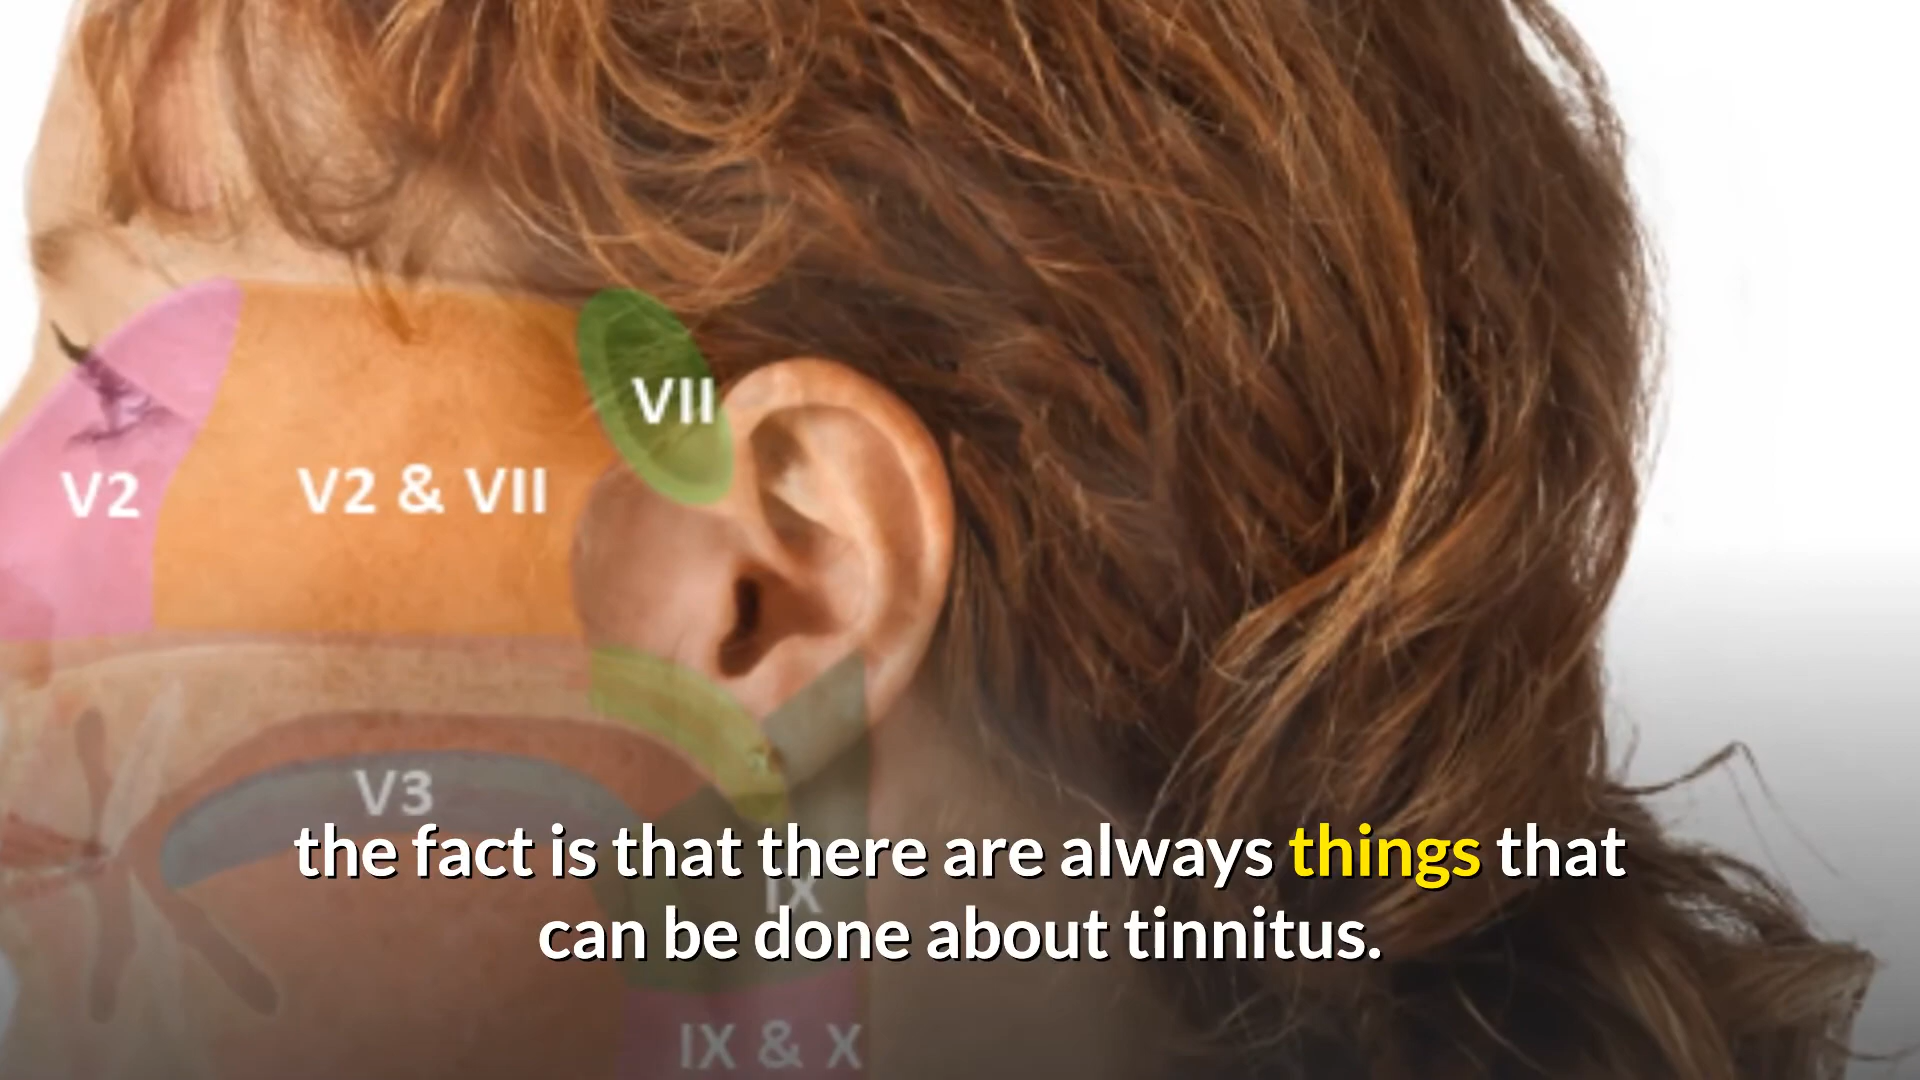 VII
V2
V2 & VII
V3
the fact is that there are always things that
IX
can be done about tinnitus.
IX & X